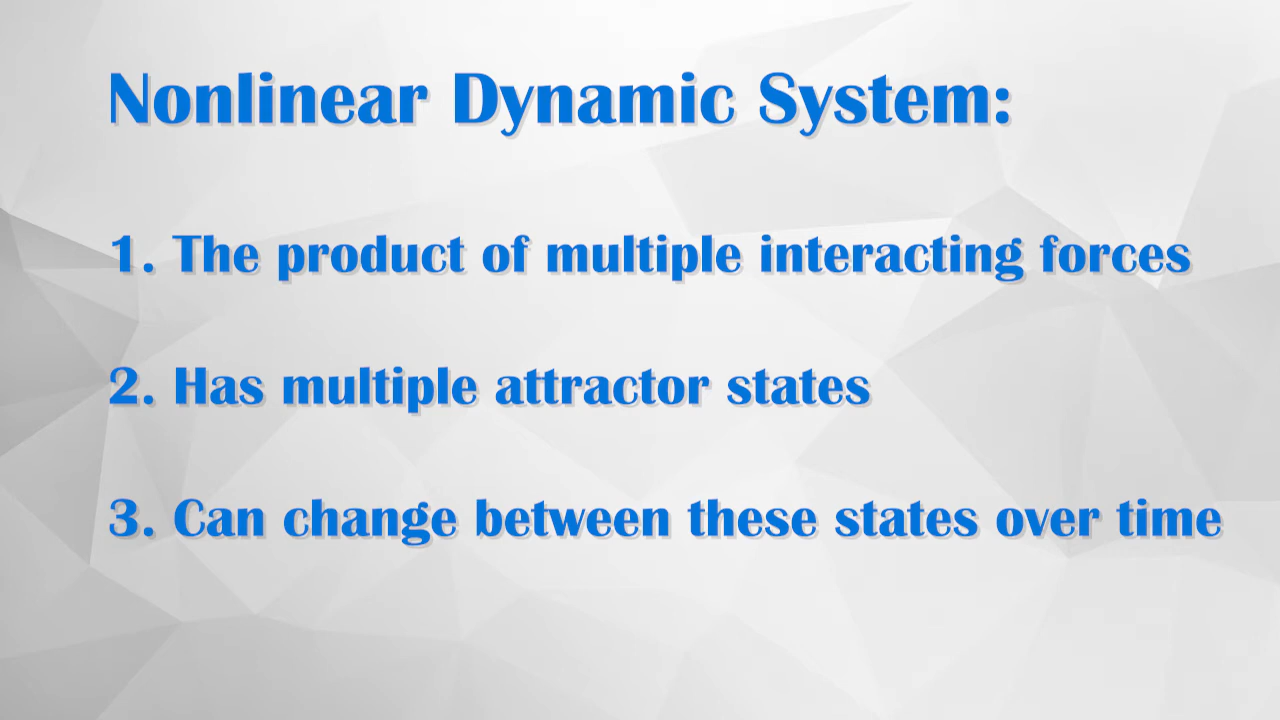 Nonlinear Dynamic System:
1. The product of multiple interacting forces
2. Has multiple attractor states
3. Can change between these states over time